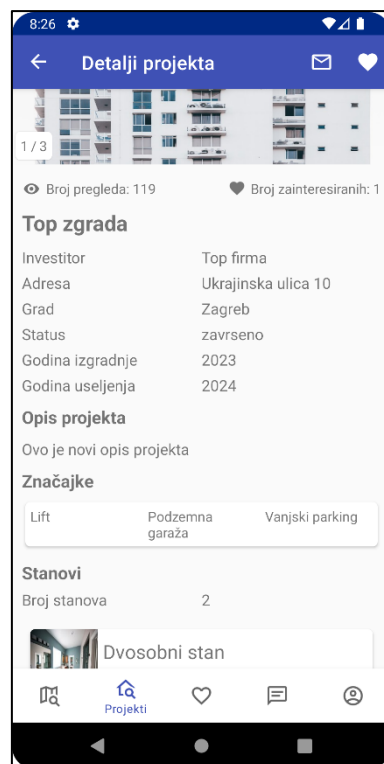 8:26
Detalji projekta
1 / 3
Broj pregleda: 119
Broj zainteresiranih: 1
Top zgrada
Investitor Top firma
Adresa Ukrajinska ulica 10
Grad Zagreb
Status zavrseno
Godina izgradnje 2023
Godina useljenja 2024
Opis projekta
Ovo je novi opis projekta
Značajke
Lift Podzemna Vanjski parking
garaža
Stanovi
Broj stanova 2
Dvosobni stan
Projekti